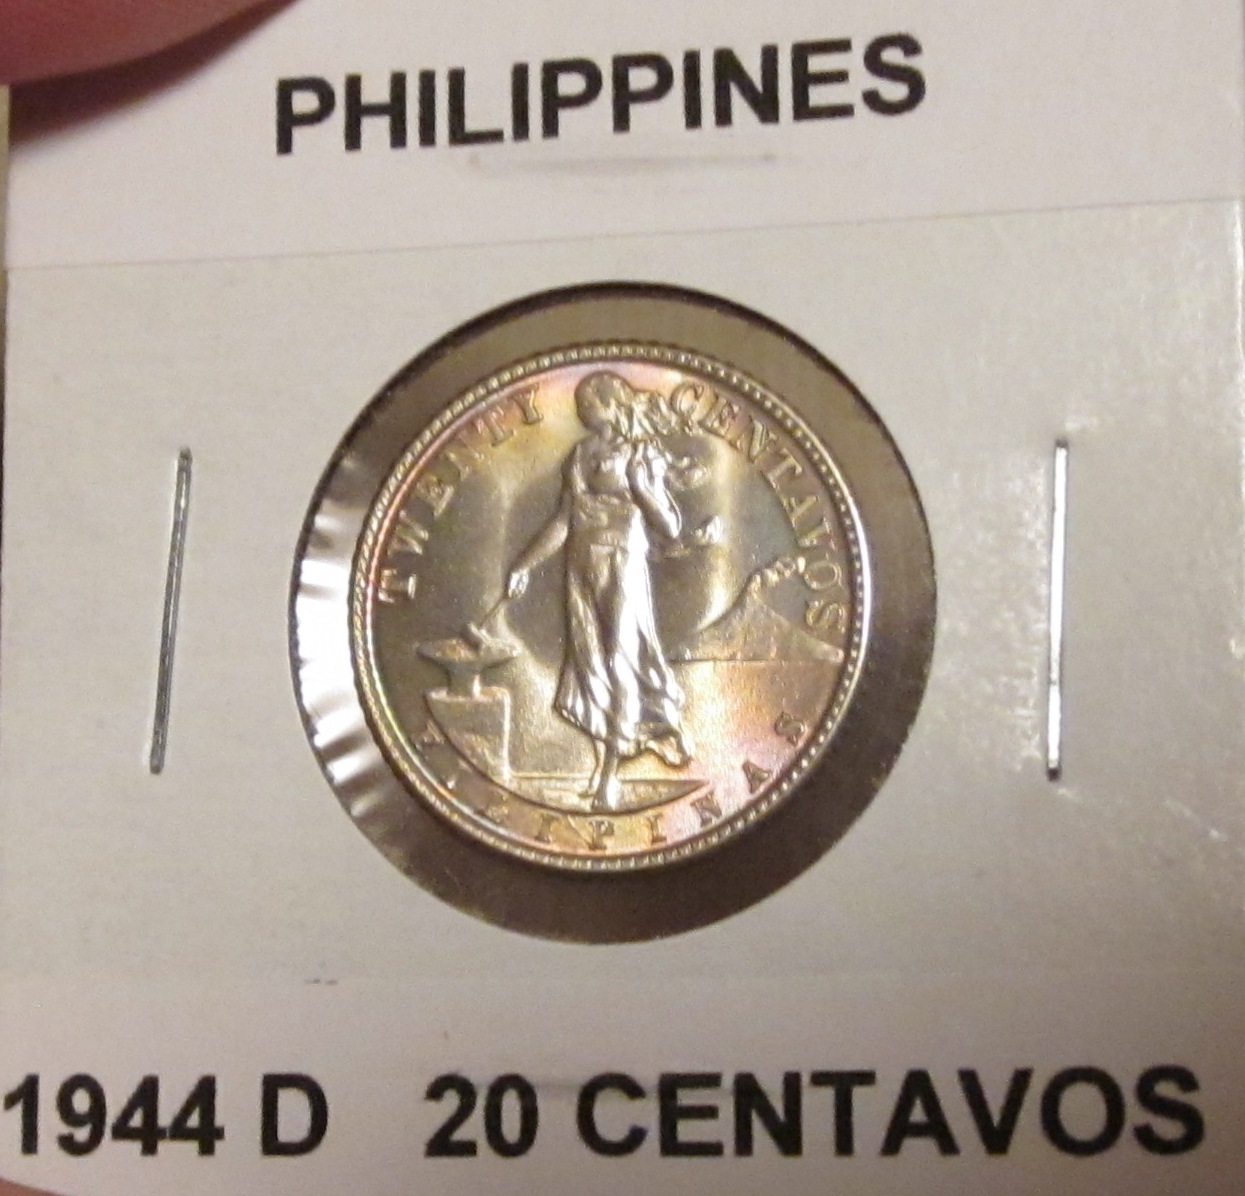 PHILIPPINES
TWENTY CENTAVOS
FILIPINAS
1944 D 20 CENTAVOS